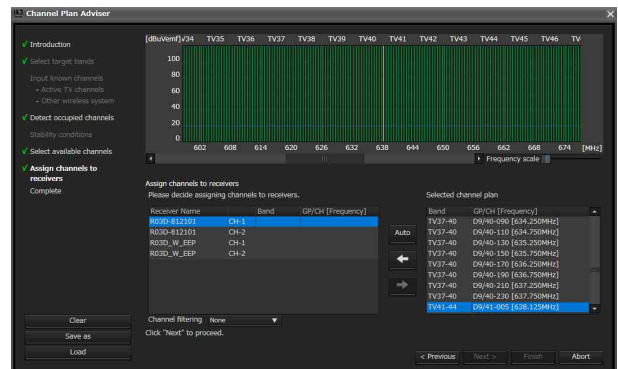 Channel Plan Adviser
Introduction
Select target bands
Input known channels
- Active TV channels
- Other wireless system
Detect occupied channels
Stability conditions
Select available channels
Assign channels to
receivers
Complete
[dBuVemf] V34 TV35 TV36 TV37 TV38 TV39 TV40 TV41 TV42 TV43 TV44 TV45 TV46 TV
100
80
60
40
20
0
602 608 614 620 626 632 638 644 650 656 662 668 674 [MHz]
Frequency scale
Assign channels to receivers
Please decide assigning channels to receivers.
Receiver Name Band GP/CH [Frequency]
R03D-812101 CH-1
R03D-812101 CH-2
R03D_W_EEP CH-1
R03D_W_EEP CH-2
Auto
Selected channel plan
Band GP/CH [Frequency]
TV37-40 D9/40-090 [634.250MHz]
TV37-40 D9/40-110 [634.750MHz]
TV37-40 D9/40-130 [635.250MHz]
TV37-40 D9/40-150 [635.750MHz]
TV37-40 D9/40-170 [636.250MHz]
TV37-40 D9/40-190 [636.750MHz]
TV37-40 D9/40-210 [637.250MHz]
TV37-40 D9/40-230 [637.750MHz]
TV41-44 D9/41-005 [638.125MHz]
Channel filtering None
Click "Next" to proceed.
Clear
Save as
Load
< Previous
Next >
Finish
Abort